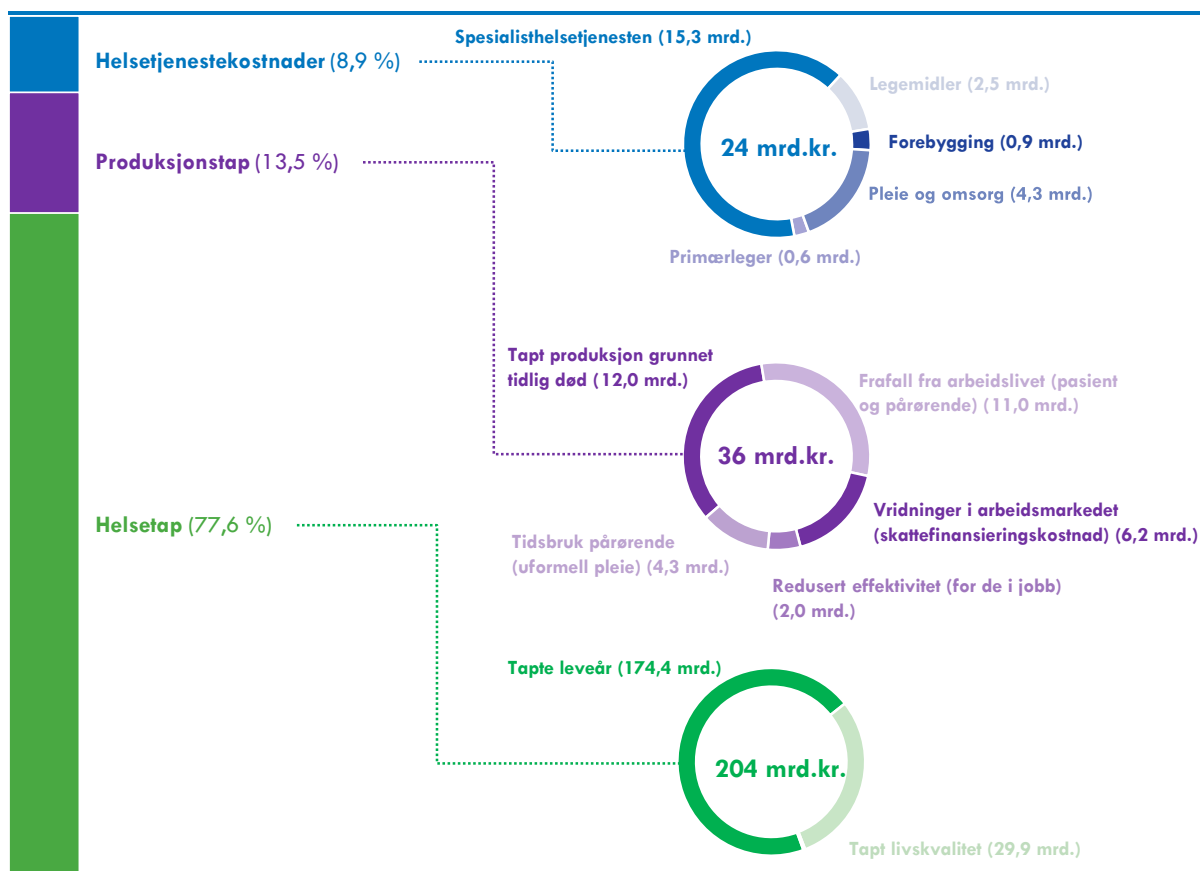 Helsetjenestekostnader (8,9 %)
Spesialisthelsetjenesten (15,3 mrd.)
Legemidler (2,5 mrd.)
Forebygging (0,9 mrd.)
24 mrd.kr.
Pleie og omsorg (4,3 mrd.)
Primærleger (0,6 mrd.)
Produksjonstap (13,5 %)
Tapt produksjon grunnet
tidlig død (12,0 mrd.)
Frafall fra arbeidslivet (pasient
og pårørende) (11,0 mrd.)
36 mrd.kr.
Vridninger i arbeidsmarkedet
(skattefinansieringskostnad) (6,2 mrd.)
Tidsbruk pårørende
(uformell pleie) (4,3 mrd.)
Redusert effektivitet (for de i jobb)
(2,0 mrd.)
Helsetap (77,6 %)
Tapte leveår (174,4 mrd.)
204 mrd.kr.
Tapt livskvalitet (29,9 mrd.)